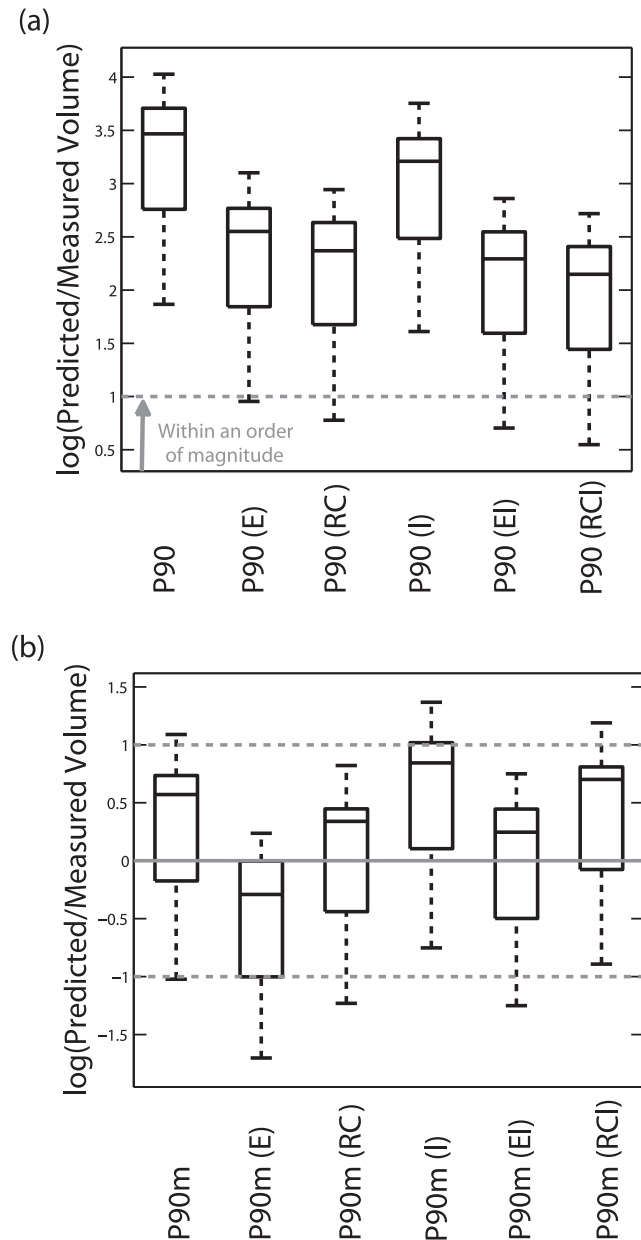 (a)
log(Predicted/Measured Volume)
4
3.5
3
2.5
2
1.5
1
0.5
Within an order
of magnitude
P90
P90 (E)
P90 (RC)
P90 (I)
P90 (EI)
P90 (RCI)
(b)
log(Predicted/Measured Volume)
1.5
1
0.5
0
−0.5
−1
−1.5
P90m
P90m (E)
P90m (RC)
P90m (I)
P90m (EI)
P90m (RCI)